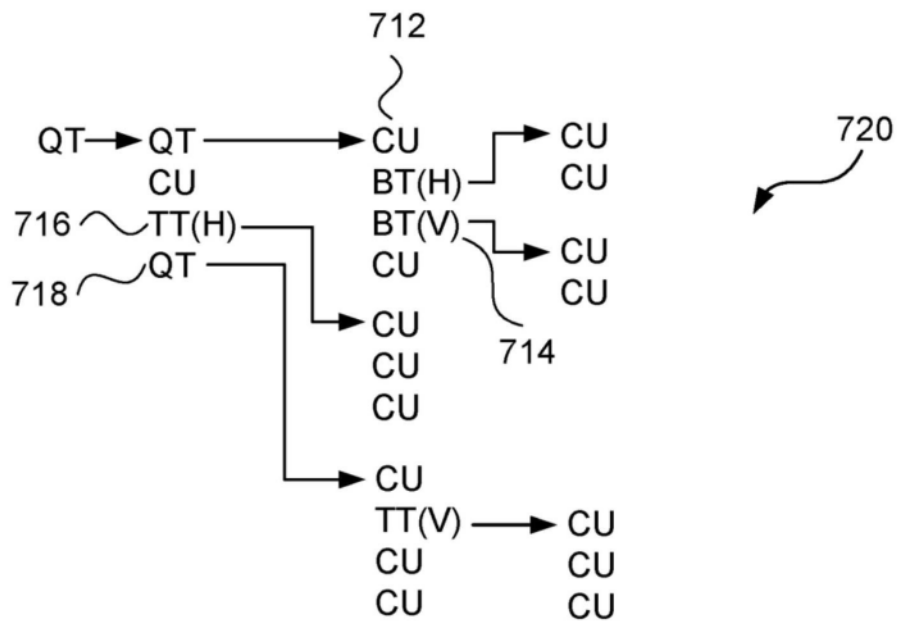 712
QT QT CU CU
CU BT(H) CU
720
716 TT(H) BT(V) CU
718 QT CU CU
CU 714
CU
CU
CU
TT(V) CU
CU CU
CU CU